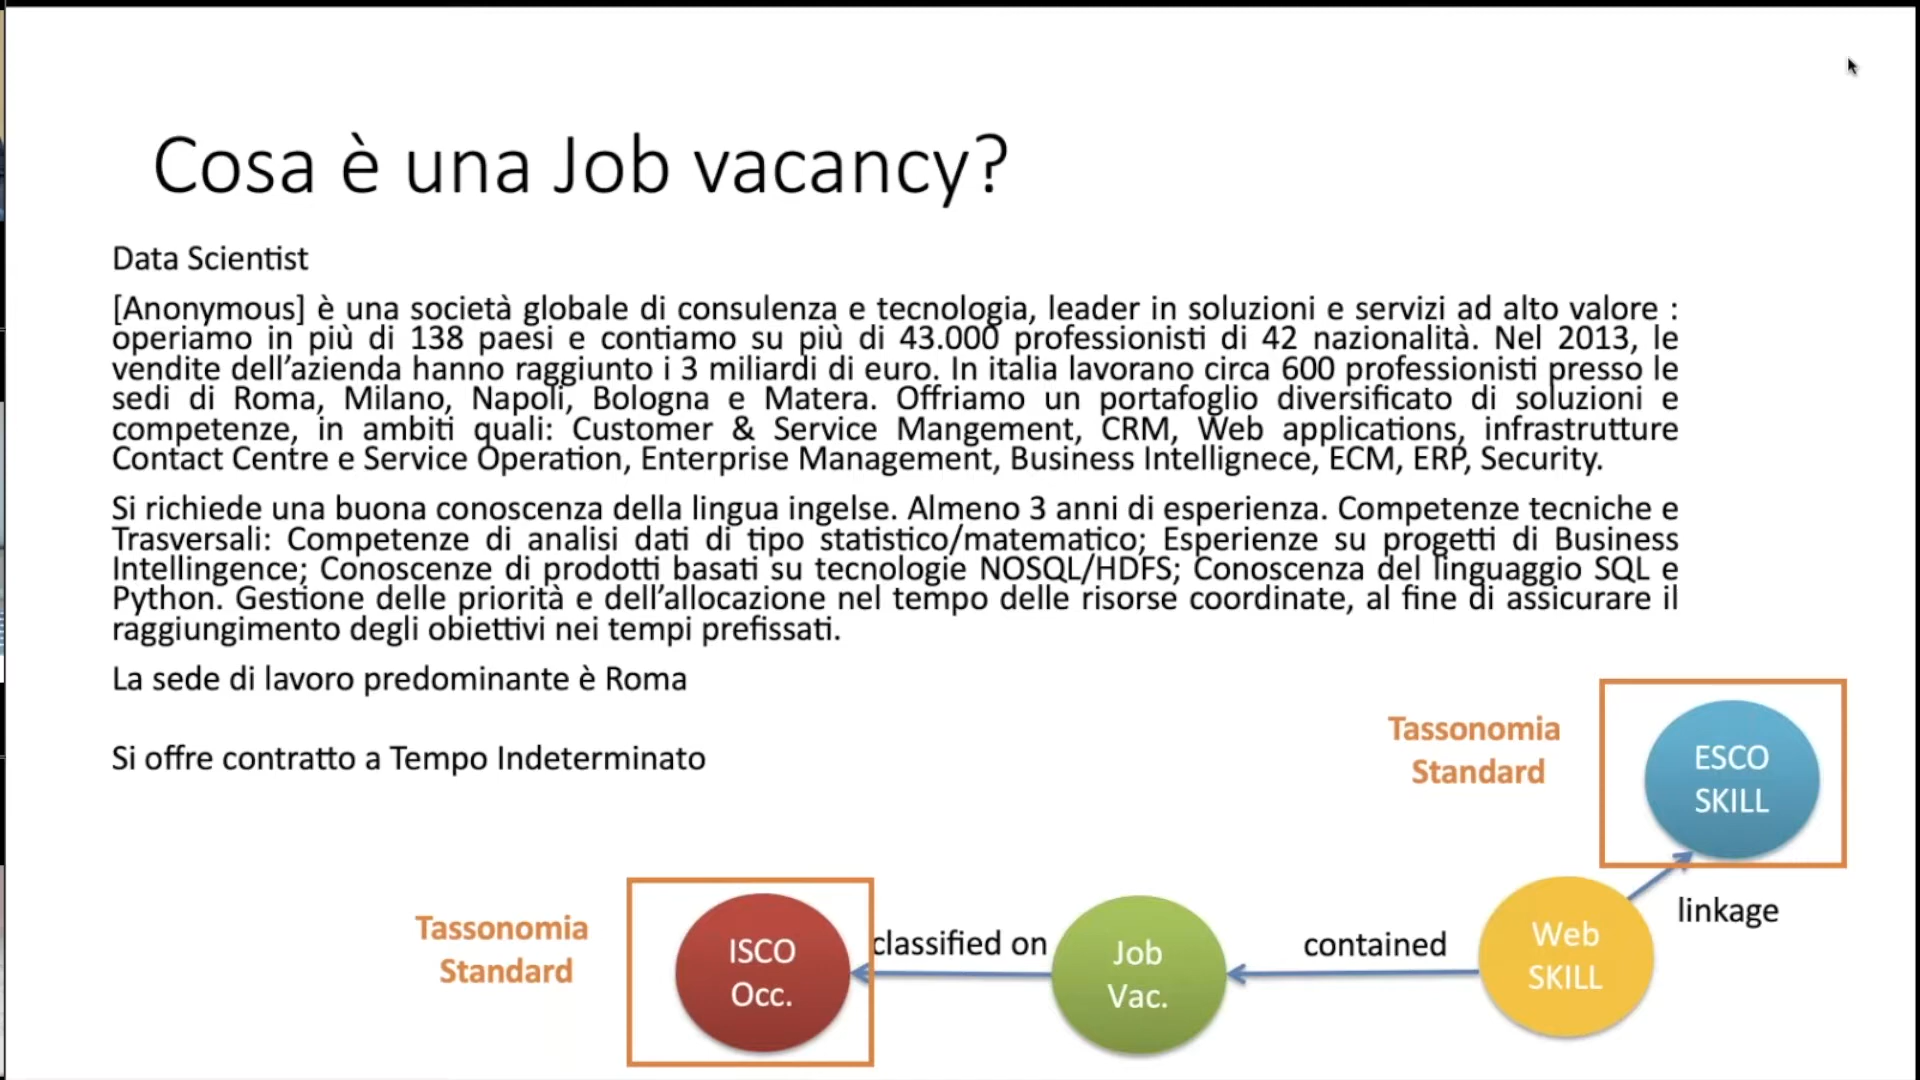 Cosa è una Job vacancy?
Data Scientist
[Anonymous] è una società globale di consulenza e tecnologia, leader in soluzioni e servizi ad alto valore :
operiamo in più di 138 paesi e contiamo su più di 43.000 professionisti di 42 nazionalità. Nel 2013, le
vendite dell’azienda hanno raggiunto i 3 miliardi di euro. In italia lavorano circa 600 professionisti presso le
sedi di Roma, Milano, Napoli, Bologna e Matera. Offriamo un portafoglio diversificato di soluzioni e
competenze, in ambiti quali: Customer & Service Mangement, CRM, Web applications, infrastrutture
Contact Centre e Service Operation, Enterprise Management, Business Intellignece, ECM, ERP, Security.
Si richiede una buona conoscenza della lingua ingelse. Almeno 3 anni di esperienza. Competenze tecniche e
Trasversali: Competenze di analisi dati di tipo statistico/matematico; Esperienze su progetti di Business
Intellingence; Conoscenze di prodotti basati su tecnologie NOSQL/HDFS; Conoscenza del linguaggio SQL e
Python. Gestione delle priorità e dell’allocazione nel tempo delle risorse coordinate, al fine di assicurare il
raggiungimento degli obiettivi nei tempi prefissati.
La sede di lavoro predominante è Roma
Si offre contratto a Tempo Indeterminato
Tassonomia
Standard
ESCO
SKILL
linkage
Tassonomia
Standard
ISCO
Occ.
classified on
Job
Vac.
contained
Web
SKILL